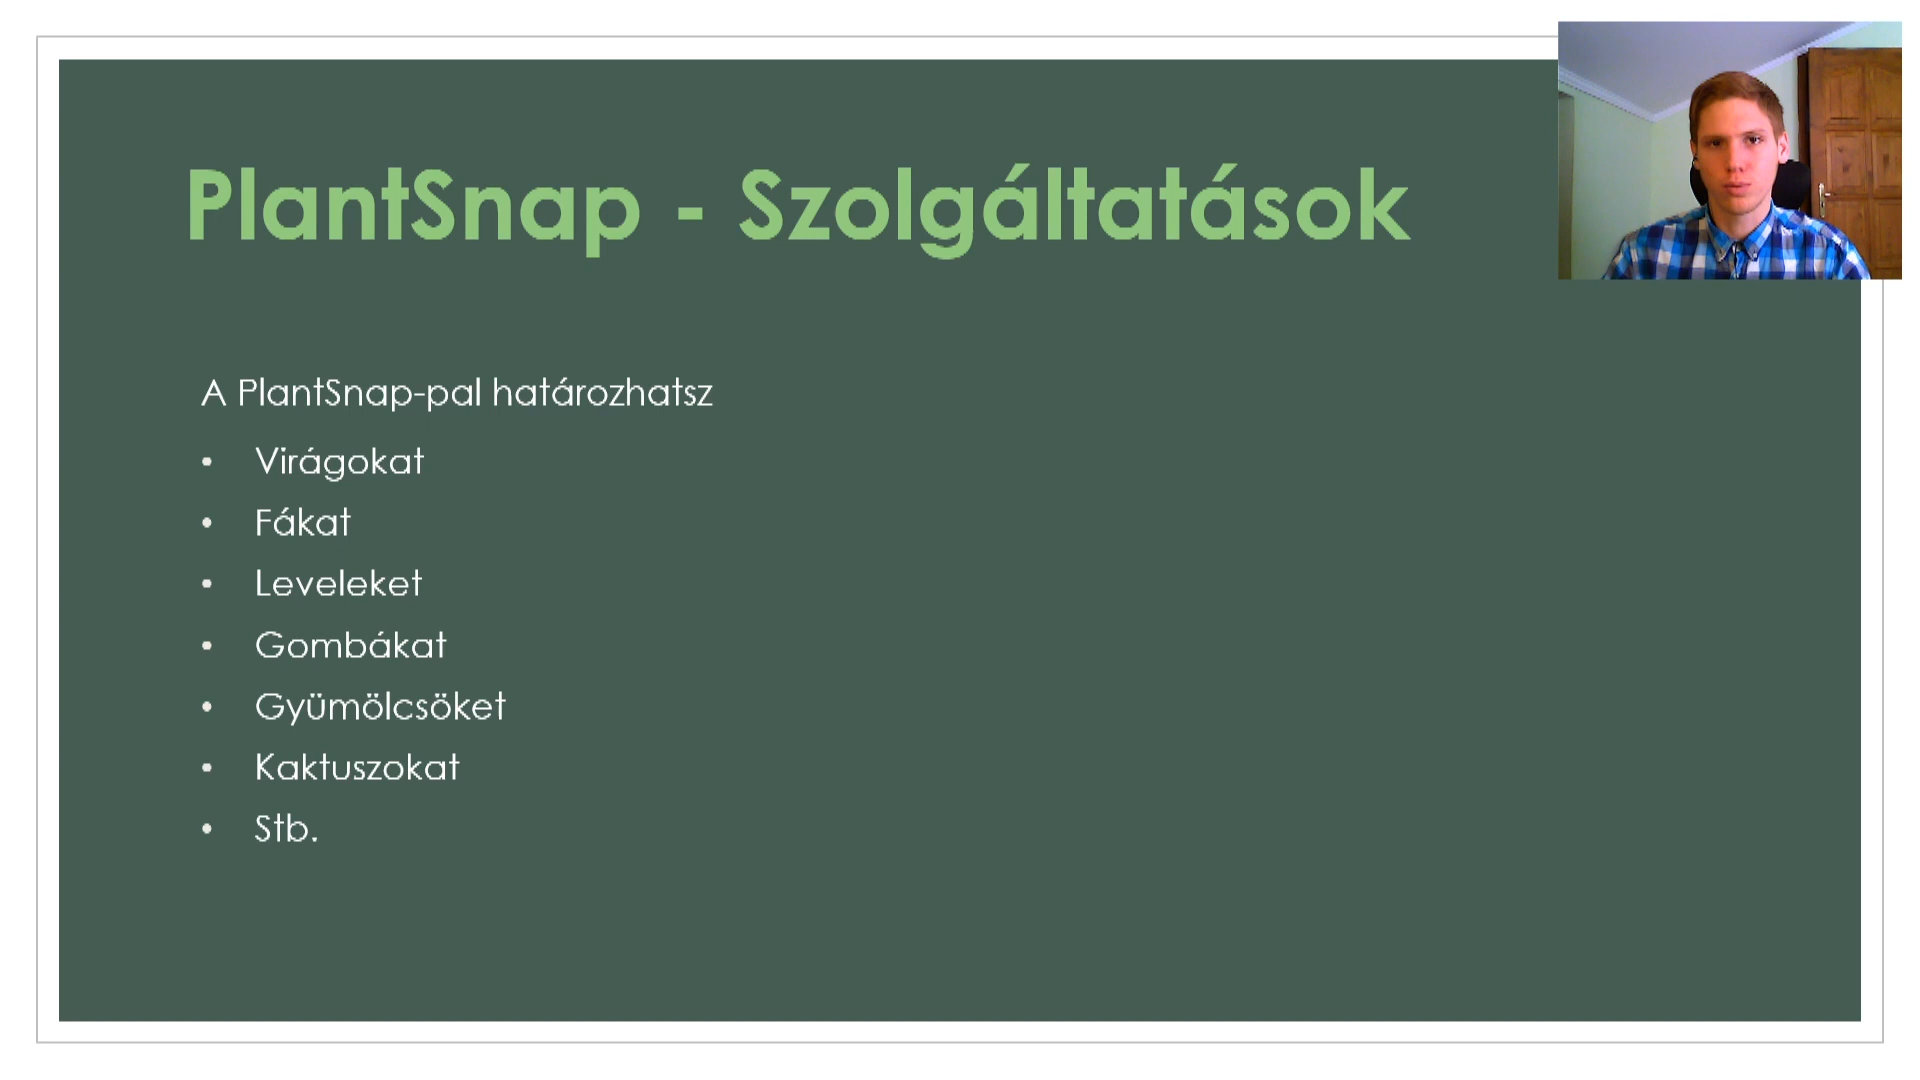 PlantSnap - Szolgáltatások
A PlantSnap-pal határozhatsz
• Virágokat
• Fákat
• Leveleket
• Gombákat
• Gyümölcsöket
• Kaktuszokat
• Stb.